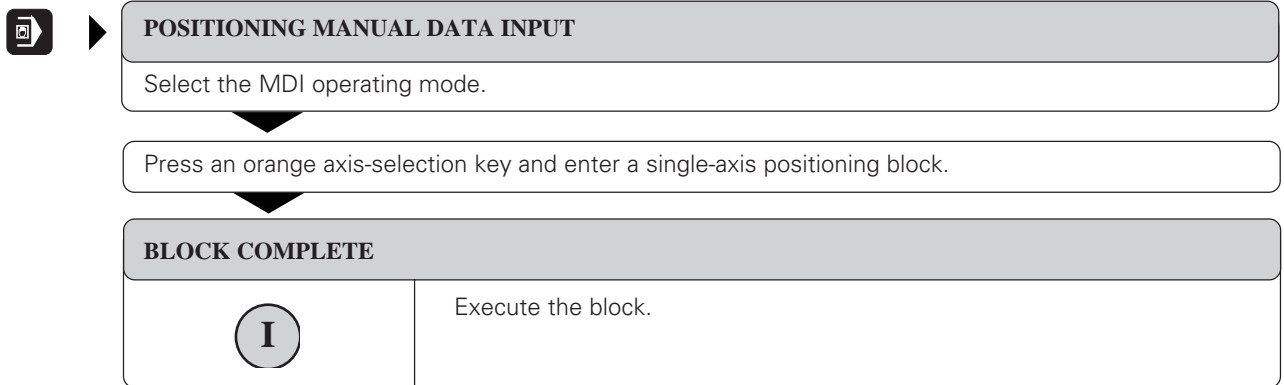 POSITIONING MANUAL DATA INPUT
Select the MDI operating mode.
Press an orange axis-selection key and enter a single-axis positioning block.
BLOCK COMPLETE
I
Execute the block.